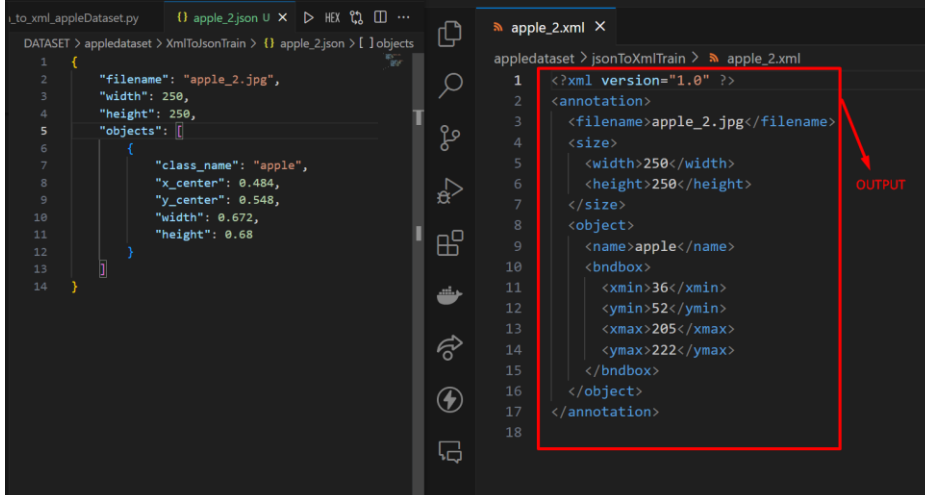 _to_xml_appleDataset.py
{} apple_2.json U
HEX
DATASET > appledataset > XmlToJsonTrain > {} apple_2.json > [ ] objects
1 {
2 "filename": "apple_2.jpg",
3 "width": 250,
4 "height": 250,
5 "objects": [
6 {
7 "class_name": "apple",
8 "x_center": 0.484,
9 "y_center": 0.548,
10 "width": 0.672,
11 "height": 0.68
12 }
13 ]
14 }
apple_2.xml
appledataset > jsonToXmlTrain > apple_2.xml
1 <?xml version="1.0" ?>
2 <annotation>
3 <filename>apple_2.jpg</filename>
4 <size>
5 <width>250</width>
6 <height>250</height>
7 </size>
8 <object>
9 <name>apple</name>
10 <bndbox>
11 <xmin>36</xmin>
12 <ymin>52</ymin>
13 <xmax>205</xmax>
14 <ymax>222</ymax>
15 </bndbox>
16 </object>
17 </annotation>
18
OUTPUT